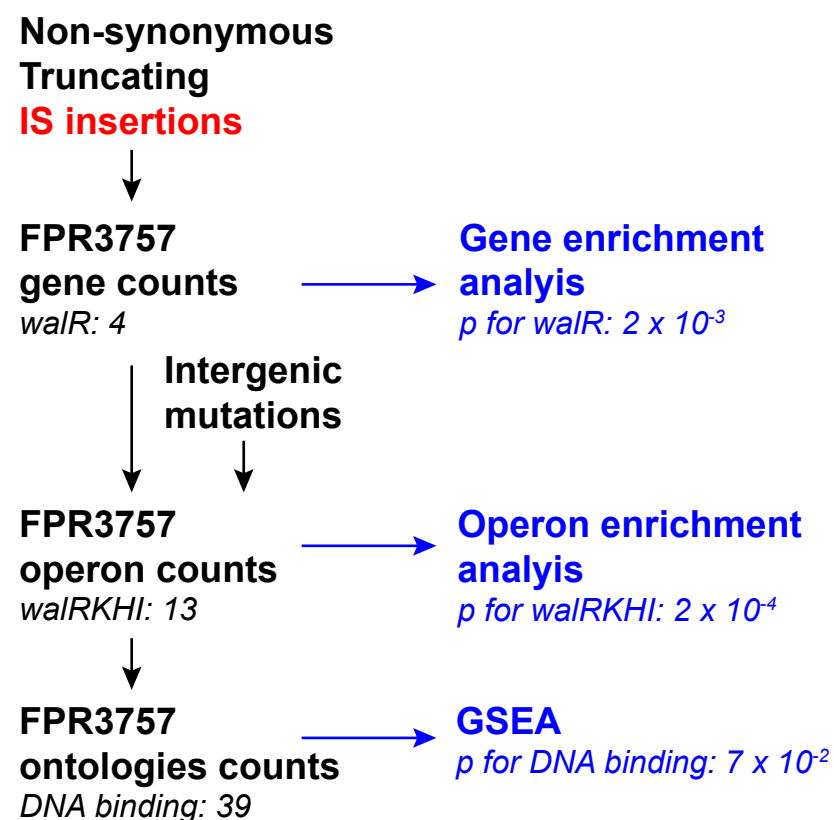 Non-synonymous
Truncating
IS insertions
FPR3757
gene counts
walR: 4
Gene enrichment
analyis
p for walR: 2 x 10⁻³
Intergenic
mutations
FPR3757
operon counts
walRKHI: 13
Operon enrichment
analyis
p for walRKHI: 2 x 10⁻⁴
FPR3757
ontologies counts
DNA binding: 39
GSEA
p for DNA binding: 7 x 10⁻²